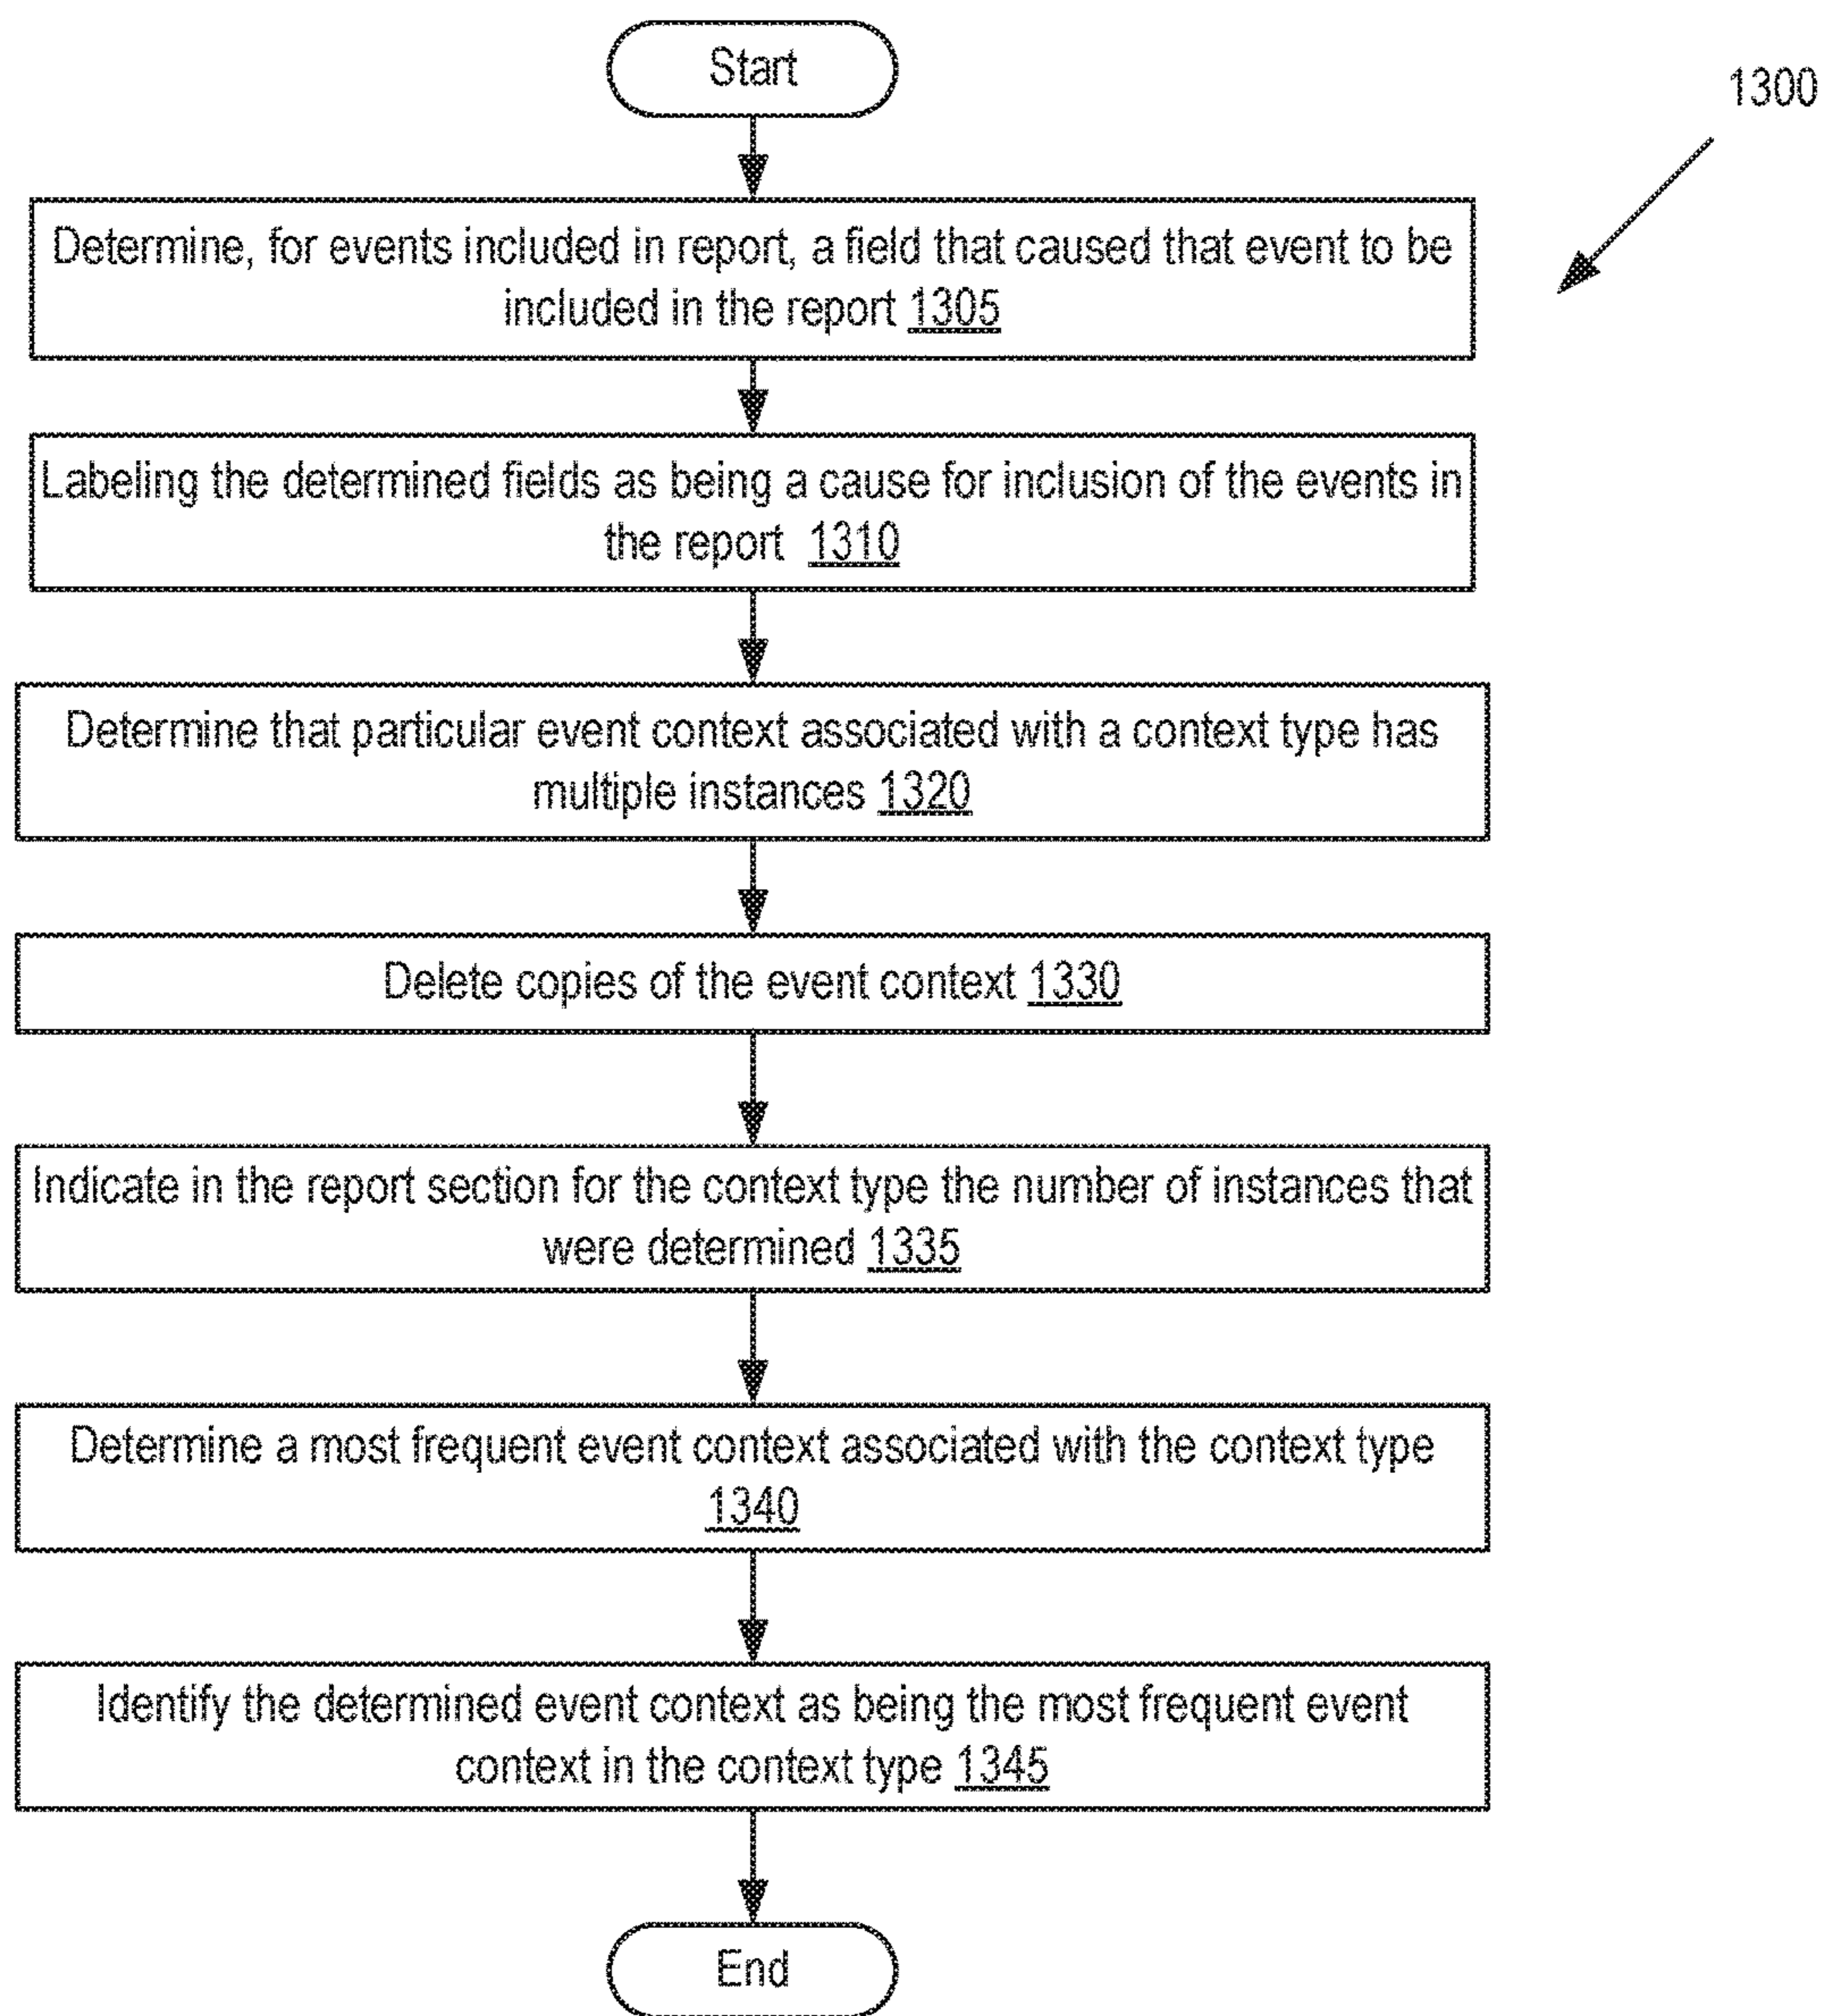 Start
1300
Determine, for events included in report, a field that caused that event to be
included in the report 1305
Labeling the determined fields as being a cause for inclusion of the events in
the report 1310
Determine that particular event context associated with a context type has
multiple instances 1320
Delete copies of the event context 1330
Indicate in the report section for the context type the number of instances that
were determined 1335
Determine a most frequent event context associated with the context type
1340
Identify the determined event context as being the most frequent event
context in the context type 1345
End